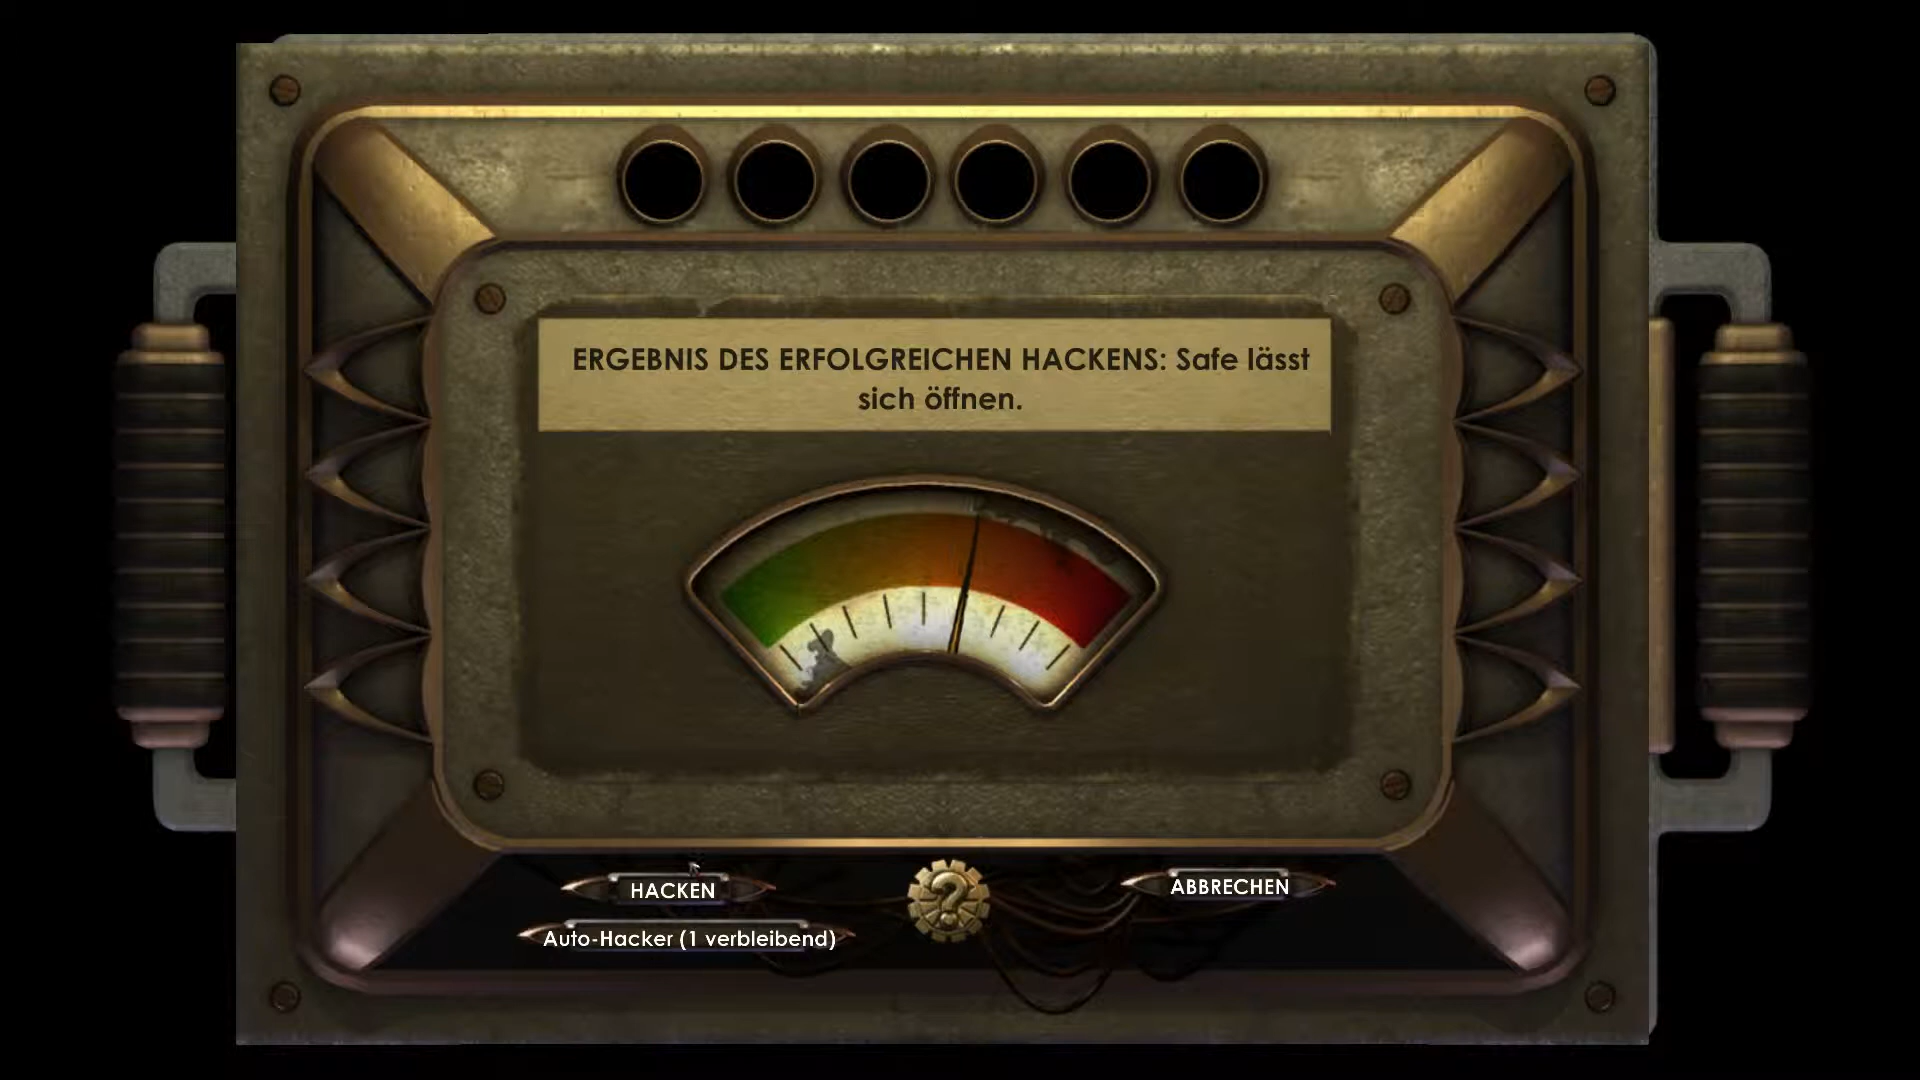 ERGEBNIS DES ERFOLGREICHEN HACKENS: Safe lässt
sich öffnen.
HACKEN
?
ABBRECHEN
Auto-Hacker (1 verbleibend)